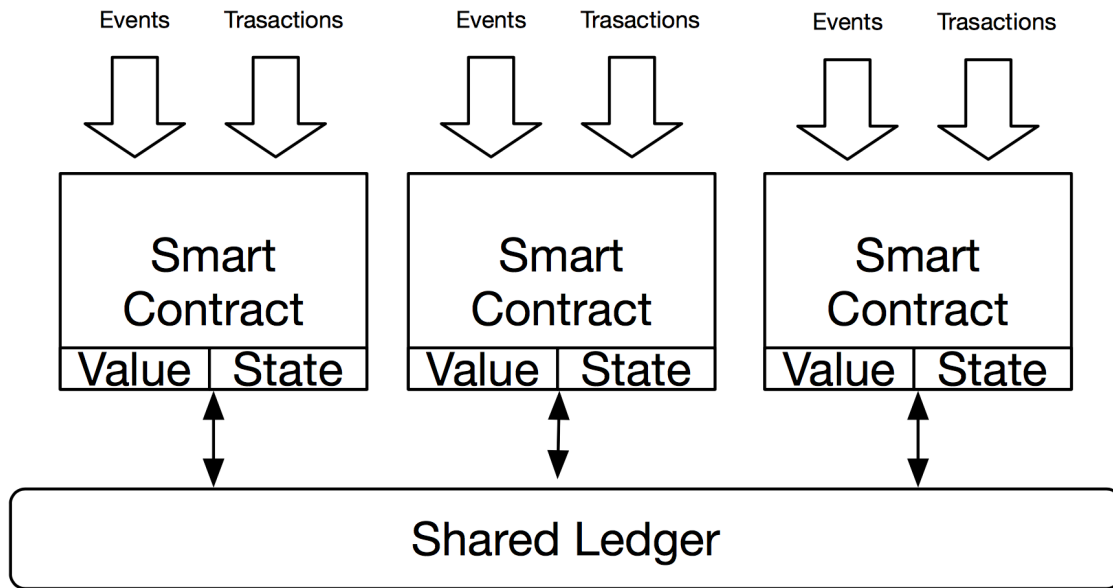 Events Trasactions
Events Trasactions
Events Trasactions
Smart
Contract
Value State
Smart
Contract
Value State
Smart
Contract
Value State
Shared Ledger